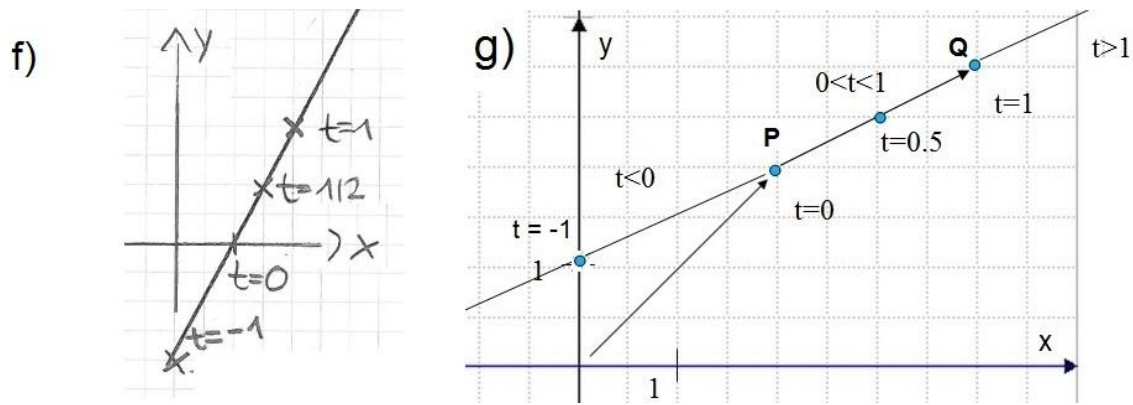 f)
y
t=1
t=1/2
x
t=0
t=-1
g)
y
Q
t>1
0<t<1
t=1
P
t=0.5
t<0
t=0
t = -1
1
x
1